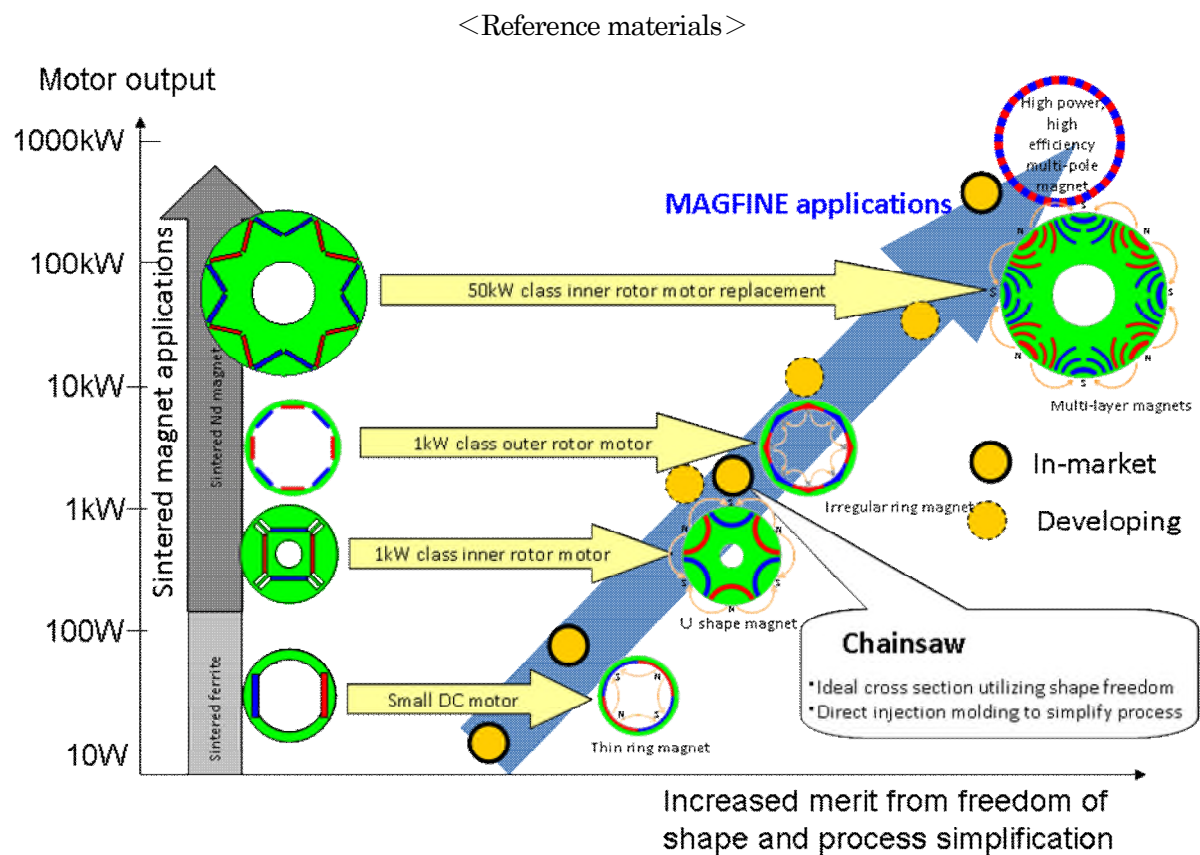 <Reference materials>
Motor output
1000kW
100kW
10kW
1kW
100W
10W
Sintered magnet applications
Sintered Nd magnet
Sintered ferrite
High power,
high
efficiency
multi-pole
magnet
MAGFINE applications
50kW class inner rotor motor replacement
S
N
N
S
S
N
N
S
Multi-layer magnets
1kW class outer rotor motor
Irregular ring magnet
In-market
Developing
1kW class inner rotor motor
S
N
N
S
S
N
U shape magnet
Small DC motor
S
N
N
S
Thin ring magnet
Chainsaw
•Ideal cross section utilizing shape freedom
•Direct injection molding to simplify process
Increased merit from freedom of
shape and process simplification